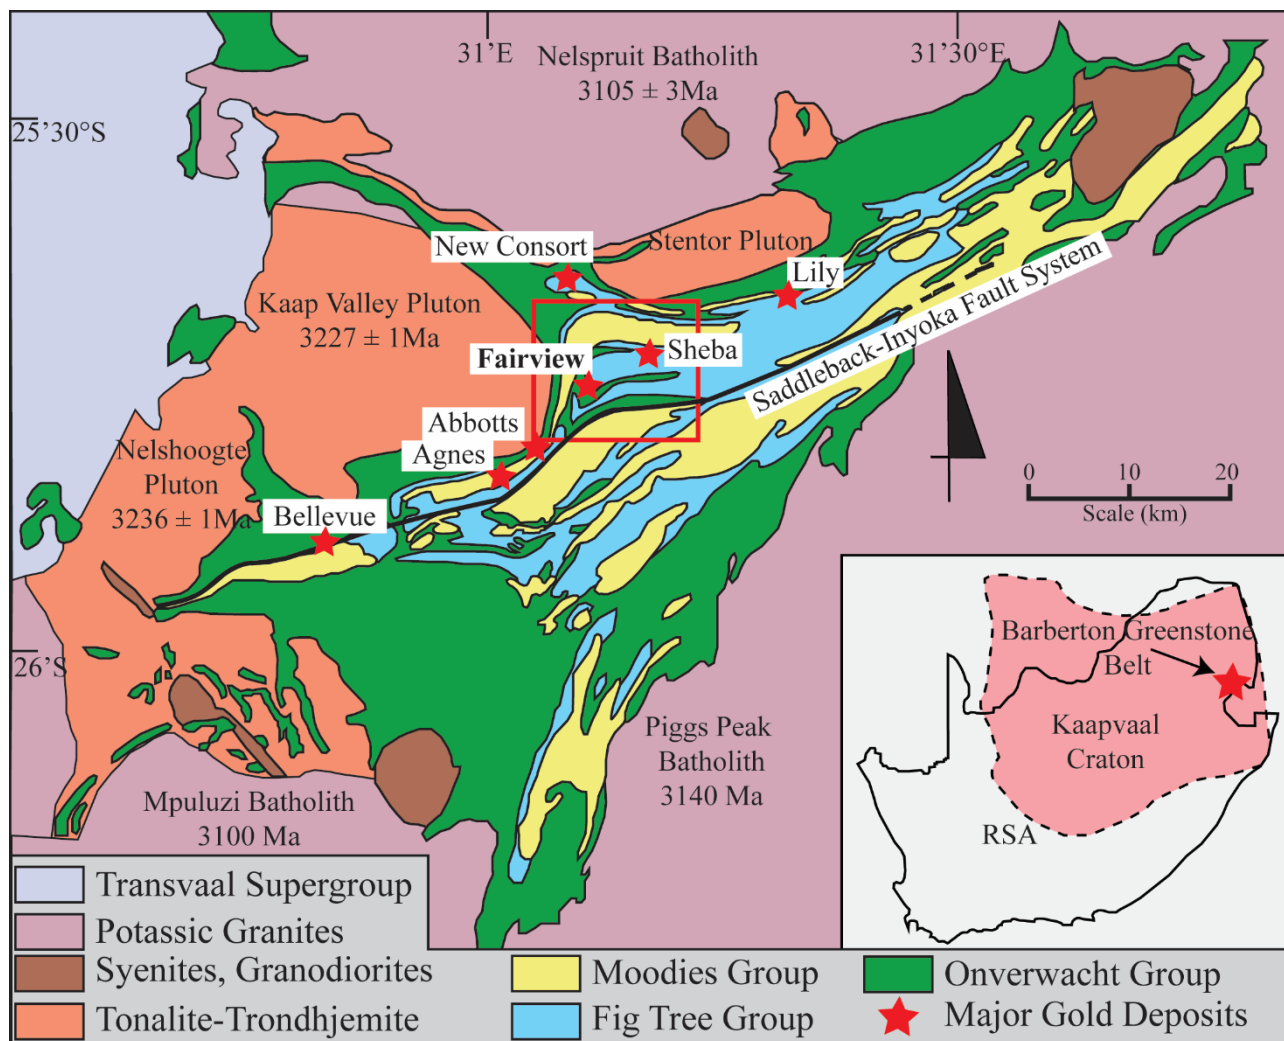 31'E
31'30°E
Nelspruit Batholith
3105 ± 3Ma
25'30°S
New Consort
Stentor Pluton
Lily
Kaap Valley Pluton
3227 ± 1Ma
Saddleback-Inyoka Fault System
Fairview
Sheba
Abbotts
Agnes
Nelshoogte
Pluton
3236 ± 1Ma
Bellevue
0 10 20
Scale (km)
26'S
Piggs Peak
Batholith
3140 Ma
Mpuluzi Batholith
3100 Ma
Barberton Greenstone
Belt
Kaapvaal
Craton
RSA
Transvaal Supergroup
Potassic Granites
Syenites, Granodiorites
Tonalite-Trondhjemite
Moodies Group
Fig Tree Group
Onverwacht Group
Major Gold Deposits